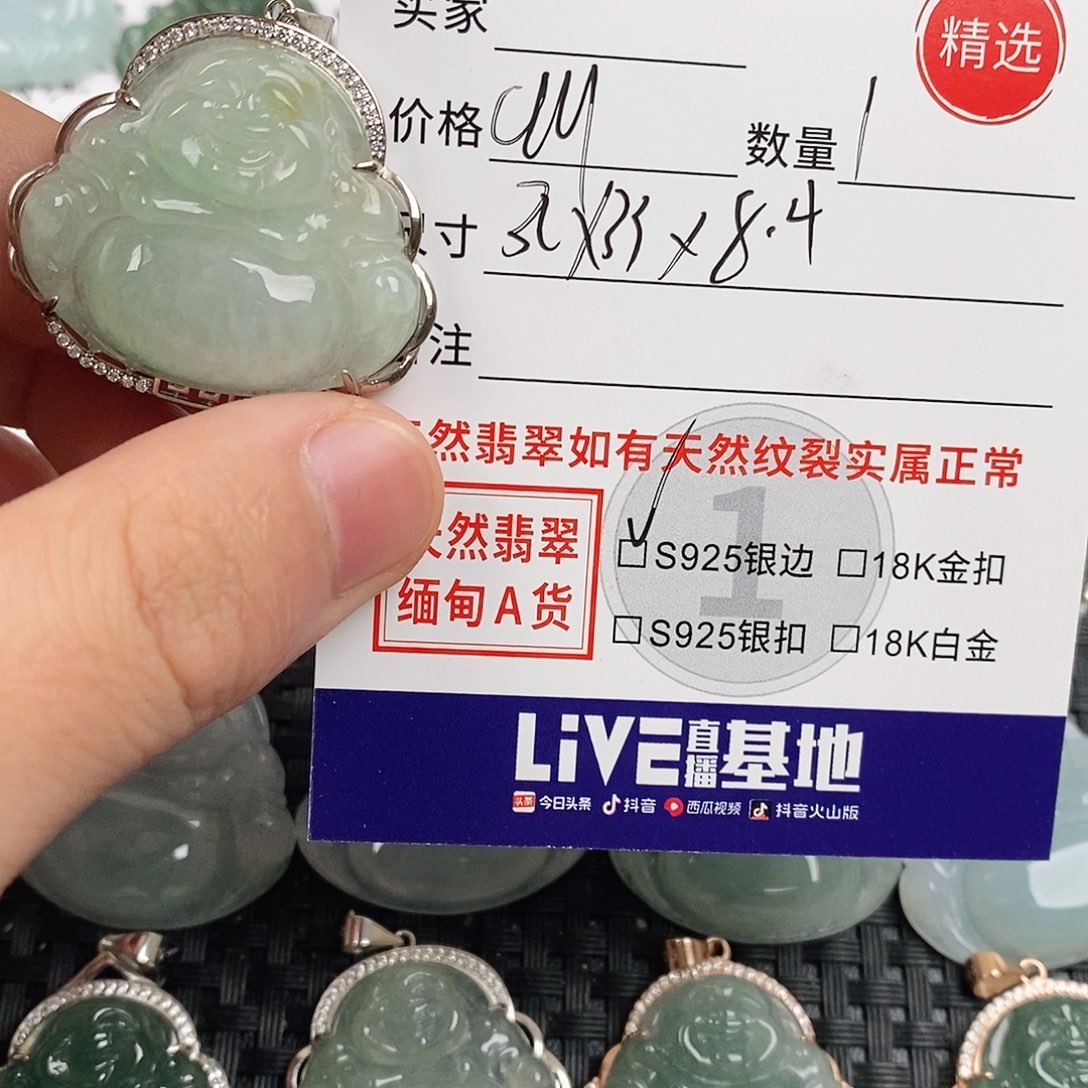 精选
买家
价格 数量 1
寸 × × 8.4
注
然翡翠如有天然纹裂实属正常
天然翡翠
缅甸A货
S925银边 18K金扣
S925银扣 18K白金
1
LiVE直播基地
头条 今日头条 抖音 西瓜视频 抖音火山版